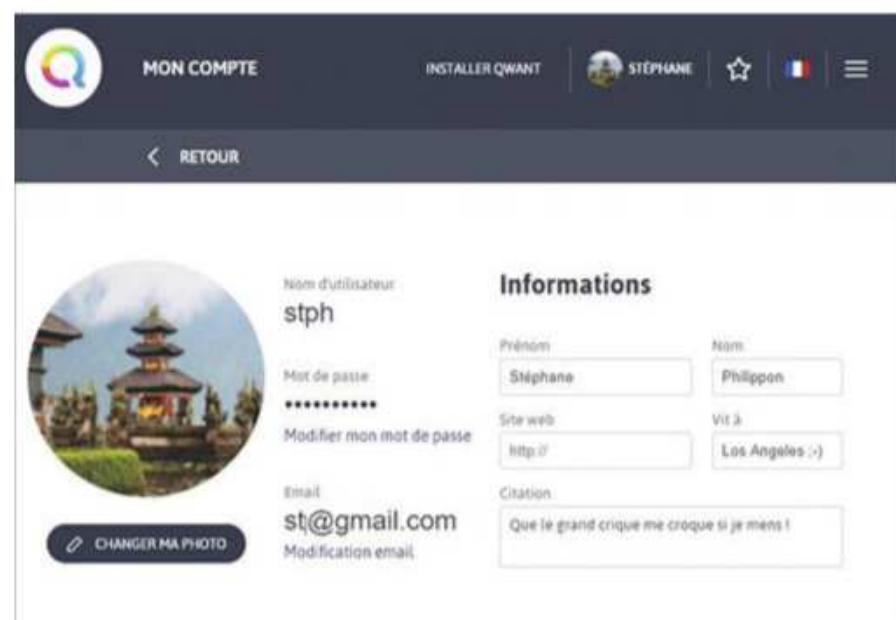 MON COMPTE
INSTALLER QWANT
STÉPHANE
RETOUR
CHANGER MA PHOTO
Nom d'utilisateur
stph
Mot de passe
••••••••••
Modifier mon mot de passe
Email
st@gmail.com
Modification email
Informations
Prénom
Stéphane
Nom
Philippon
Site web
http://
Vit à
Los Angeles ;-)
Citation
Que le grand crique me croque si je mens !